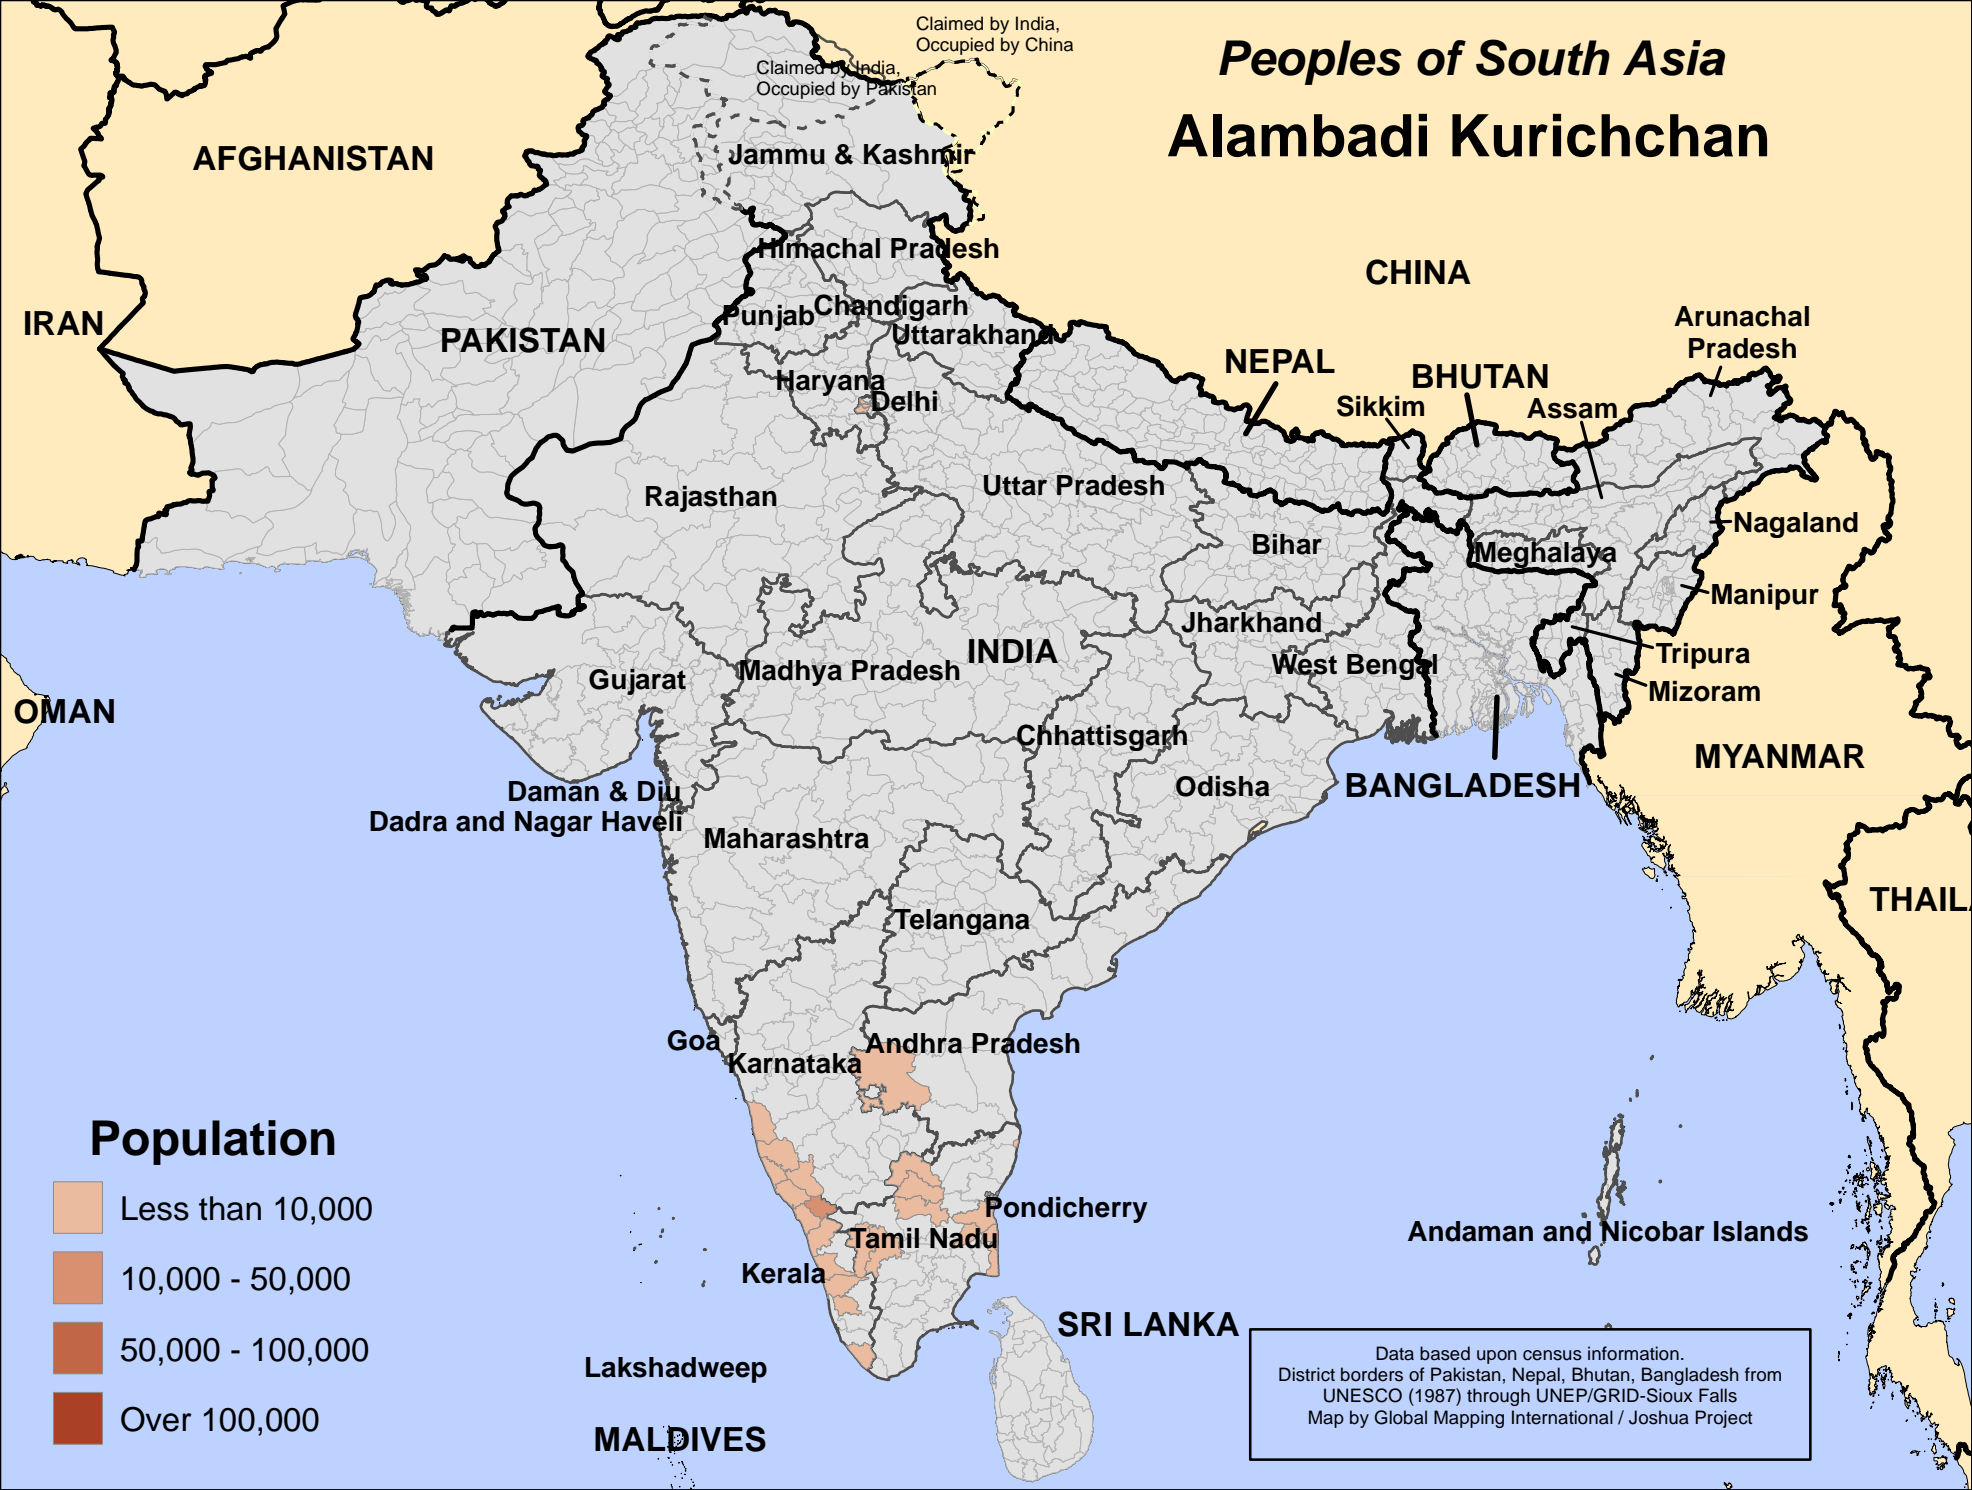 Claimed by India,
Occupied by China
Peoples of South Asia
Alambadi Kurichchan
Claimed by India,
Occupied by Pakistan
AFGHANISTAN
Jammu & Kashmir
Himachal Pradesh
CHINA
IRAN
PAKISTAN
Punjab
Chandigarh
Uttarakhand
Arunachal
Pradesh
NEPAL
BHUTAN
Haryana
Delhi
Sikkim
Assam
Rajasthan
Uttar Pradesh
Bihar
Nagaland
Meghalaya
Manipur
Jharkhand
INDIA
Tripura
West Bengal
Madhya Pradesh
Gujarat
Mizoram
OMAN
Chhattisgarh
MYANMAR
Odisha
BANGLADESH
Daman & Diu
Dadra and Nagar Haveli
Maharashtra
THAILA
Telangana
Goa
Andhra Pradesh
Karnataka
Population
Less than 10,000
10,000 - 50,000
50,000 - 100,000
Over 100,000
Pondicherry
Tamil Nadu
Andaman and Nicobar Islands
Kerala
SRI LANKA
Lakshadweep
MALDIVES
Data based upon census information.
District borders of Pakistan, Nepal, Bhutan, Bangladesh from
UNESCO (1987) through UNEP/GRID-Sioux Falls
Map by Global Mapping International / Joshua Project